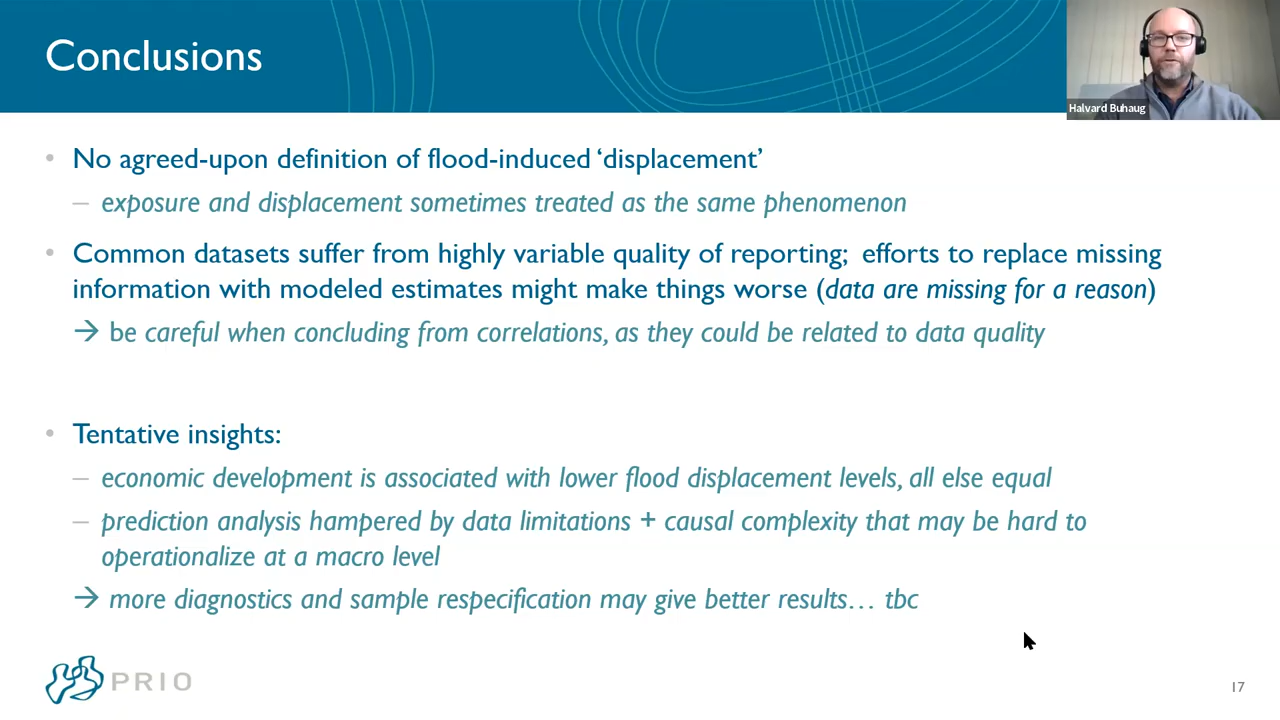 Conclusions
Halvard Buhaug
• No agreed-upon definition of flood-induced ‘displacement’
– exposure and displacement sometimes treated as the same phenomenon
• Common datasets suffer from highly variable quality of reporting; efforts to replace missing
information with modeled estimates might make things worse (data are missing for a reason)
→ be careful when concluding from correlations, as they could be related to data quality
• Tentative insights:
– economic development is associated with lower flood displacement levels, all else equal
– prediction analysis hampered by data limitations + causal complexity that may be hard to
operationalize at a macro level
→ more diagnostics and sample respecification may give better results… tbc
PRIO
17